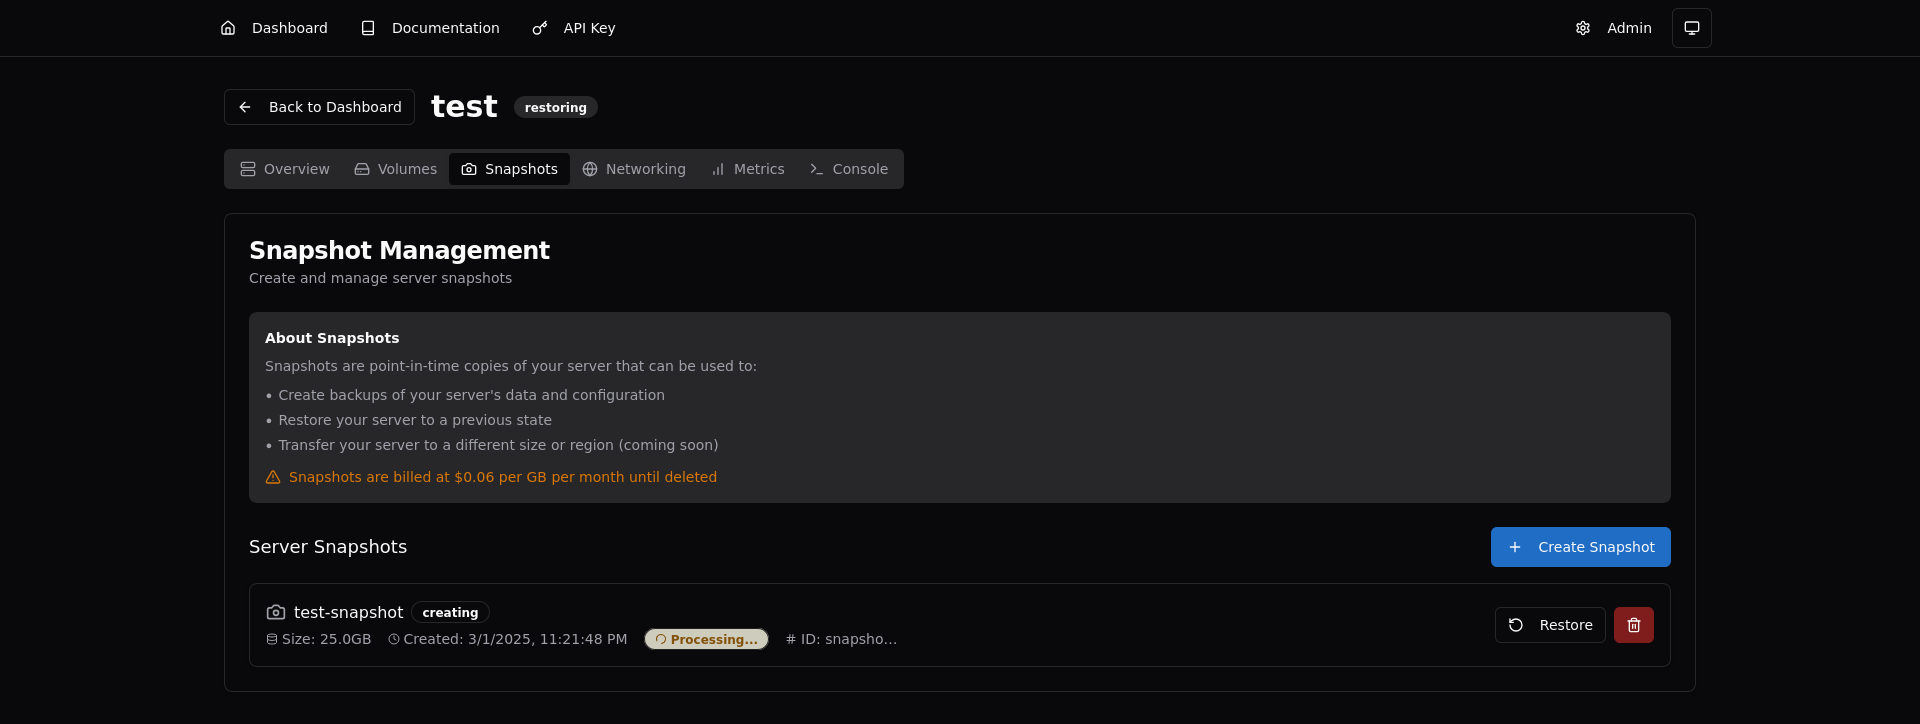 Dashboard Documentation API Key Admin
Back to Dashboard test restoring
Overview Volumes Snapshots Networking Metrics Console
Snapshot Management
Create and manage server snapshots
About Snapshots
Snapshots are point-in-time copies of your server that can be used to:
• Create backups of your server's data and configuration
• Restore your server to a previous state
• Transfer your server to a different size or region (coming soon)
Snapshots are billed at $0.06 per GB per month until deleted
Server Snapshots Create Snapshot
test-snapshot creating
Size: 25.0GB Created: 3/1/2025, 11:21:48 PM Processing... # ID: snapsho...
Restore